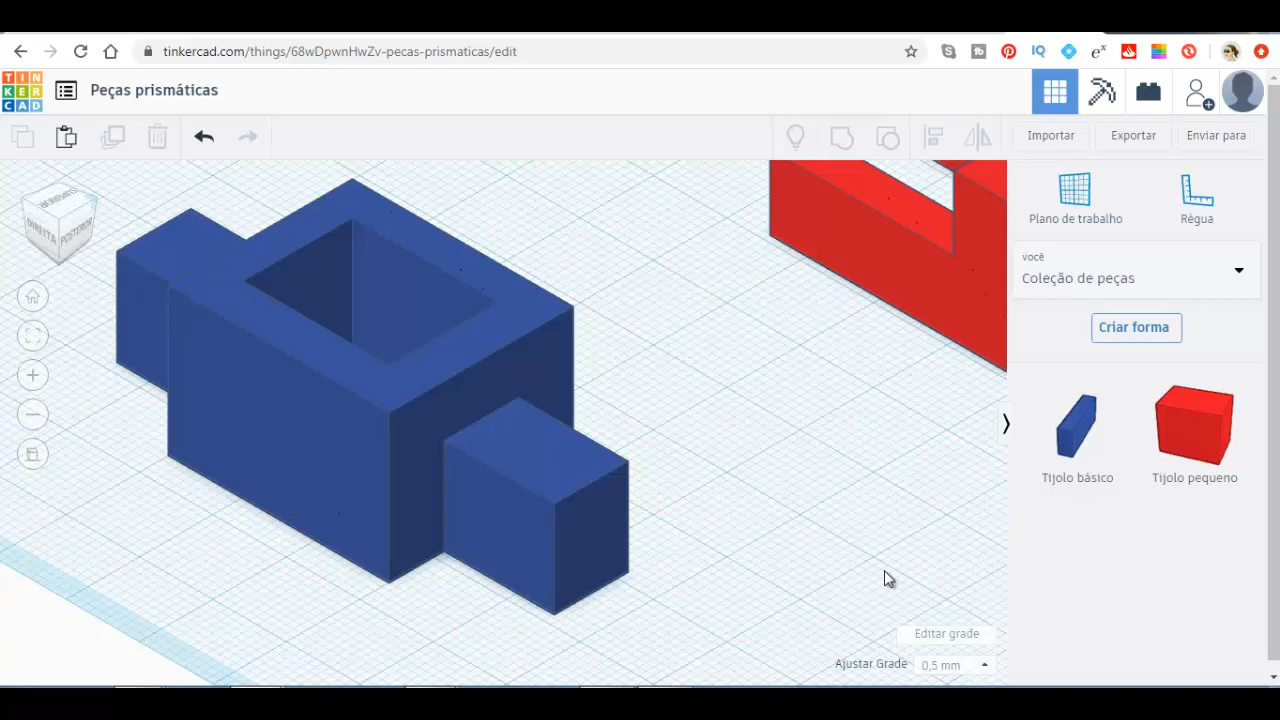 tinkercad.com/things/68wDpwnHwZv-pecas-prismaticas/edit
IQ
e^x
TIN
KER
CAD
Peças prismáticas
Importar
Exportar
Enviar para
DIREITA
POSTERIOR
Plano de trabalho
Régua
você
Coleção de peças
Criar forma
Tijolo básico
Tijolo pequeno
Editar grade
Ajustar Grade
0,5 mm